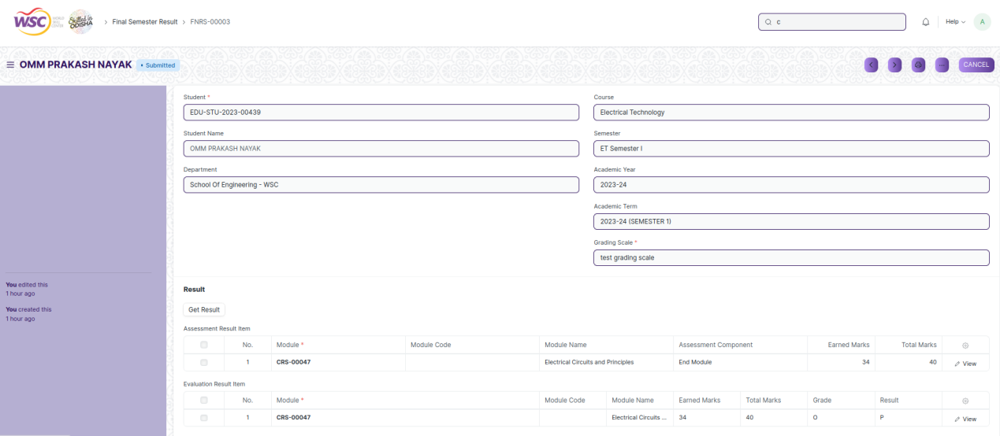 WSC WORLD SKILL CENTER Skilled in ODISHA > Final Semester Result > FNRS-00003 c Help A
OMM PRAKASH NAYAK • Submitted CANCEL
Student * Course
EDU-STU-2023-00439 Electrical Technology
Student Name Semester
OMM PRAKASH NAYAK ET Semester I
Department Academic Year
School Of Engineering - WSC 2023-24
Academic Term
2023-24 (SEMESTER 1)
Grading Scale *
test grading scale
You edited this
1 hour ago
You created this
1 hour ago
Result
Get Result
Assessment Result Item
No. Module * Module Code Module Name Assessment Component Earned Marks Total Marks
1 CRS-00047 Electrical Circuits and Principles End Module 34 40 View
Evaluation Result Item
No. Module * Module Code Module Name Earned Marks Total Marks Grade Result
1 CRS-00047 Electrical Circuits ... 34 40 O P View